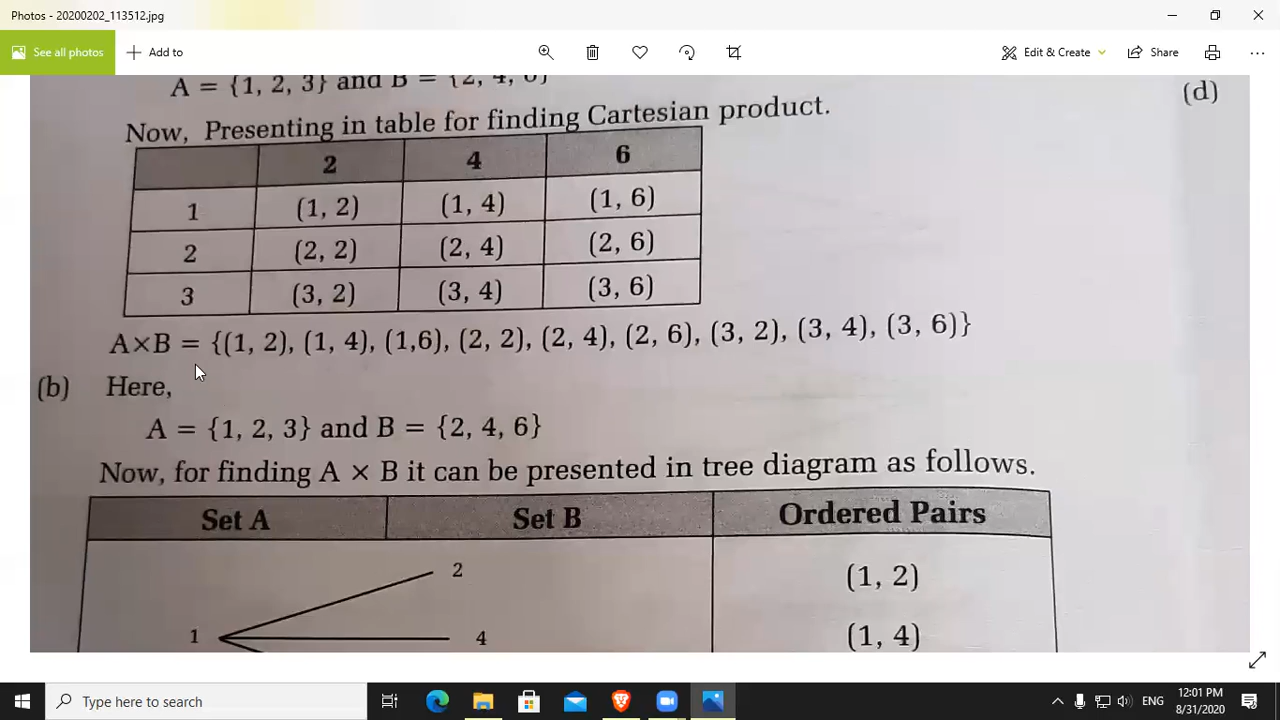 Photos - 20200202_113512.jpg
See all photos
Add to
Edit & Create
Share
A = {1, 2, 3} and B = {2, 4, 6}
(d)
Now, Presenting in table for finding Cartesian product.
2 4 6
1 (1, 2) (1, 4) (1, 6)
2 (2, 2) (2, 4) (2, 6)
3 (3, 2) (3, 4) (3, 6)
A×B = {(1, 2), (1, 4), (1,6), (2, 2), (2, 4), (2, 6), (3, 2), (3, 4), (3, 6)}
(b) Here,
A = {1, 2, 3} and B = {2, 4, 6}
Now, for finding A × B it can be presented in tree diagram as follows.
Set A Set B Ordered Pairs
2 (1, 2)
1 4 (1, 4)
Type here to search
ENG
12:01 PM
8/31/2020